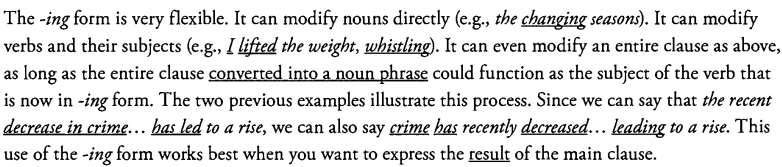 The -ing form is very flexible. It can modify nouns directly (e.g., the changing seasons). It can modify
verbs and their subjects (e.g., I lifted the weight, whistling). It can even modify an entire clause as above,
as long as the entire clause converted into a noun phrase could function as the subject of the verb that
is now in -ing form. The two previous examples illustrate this process. Since we can say that the recent
decrease in crime... has led to a rise, we can also say crime has recently decreased... leading to a rise. This
use of the -ing form works best when you want to express the result of the main clause.